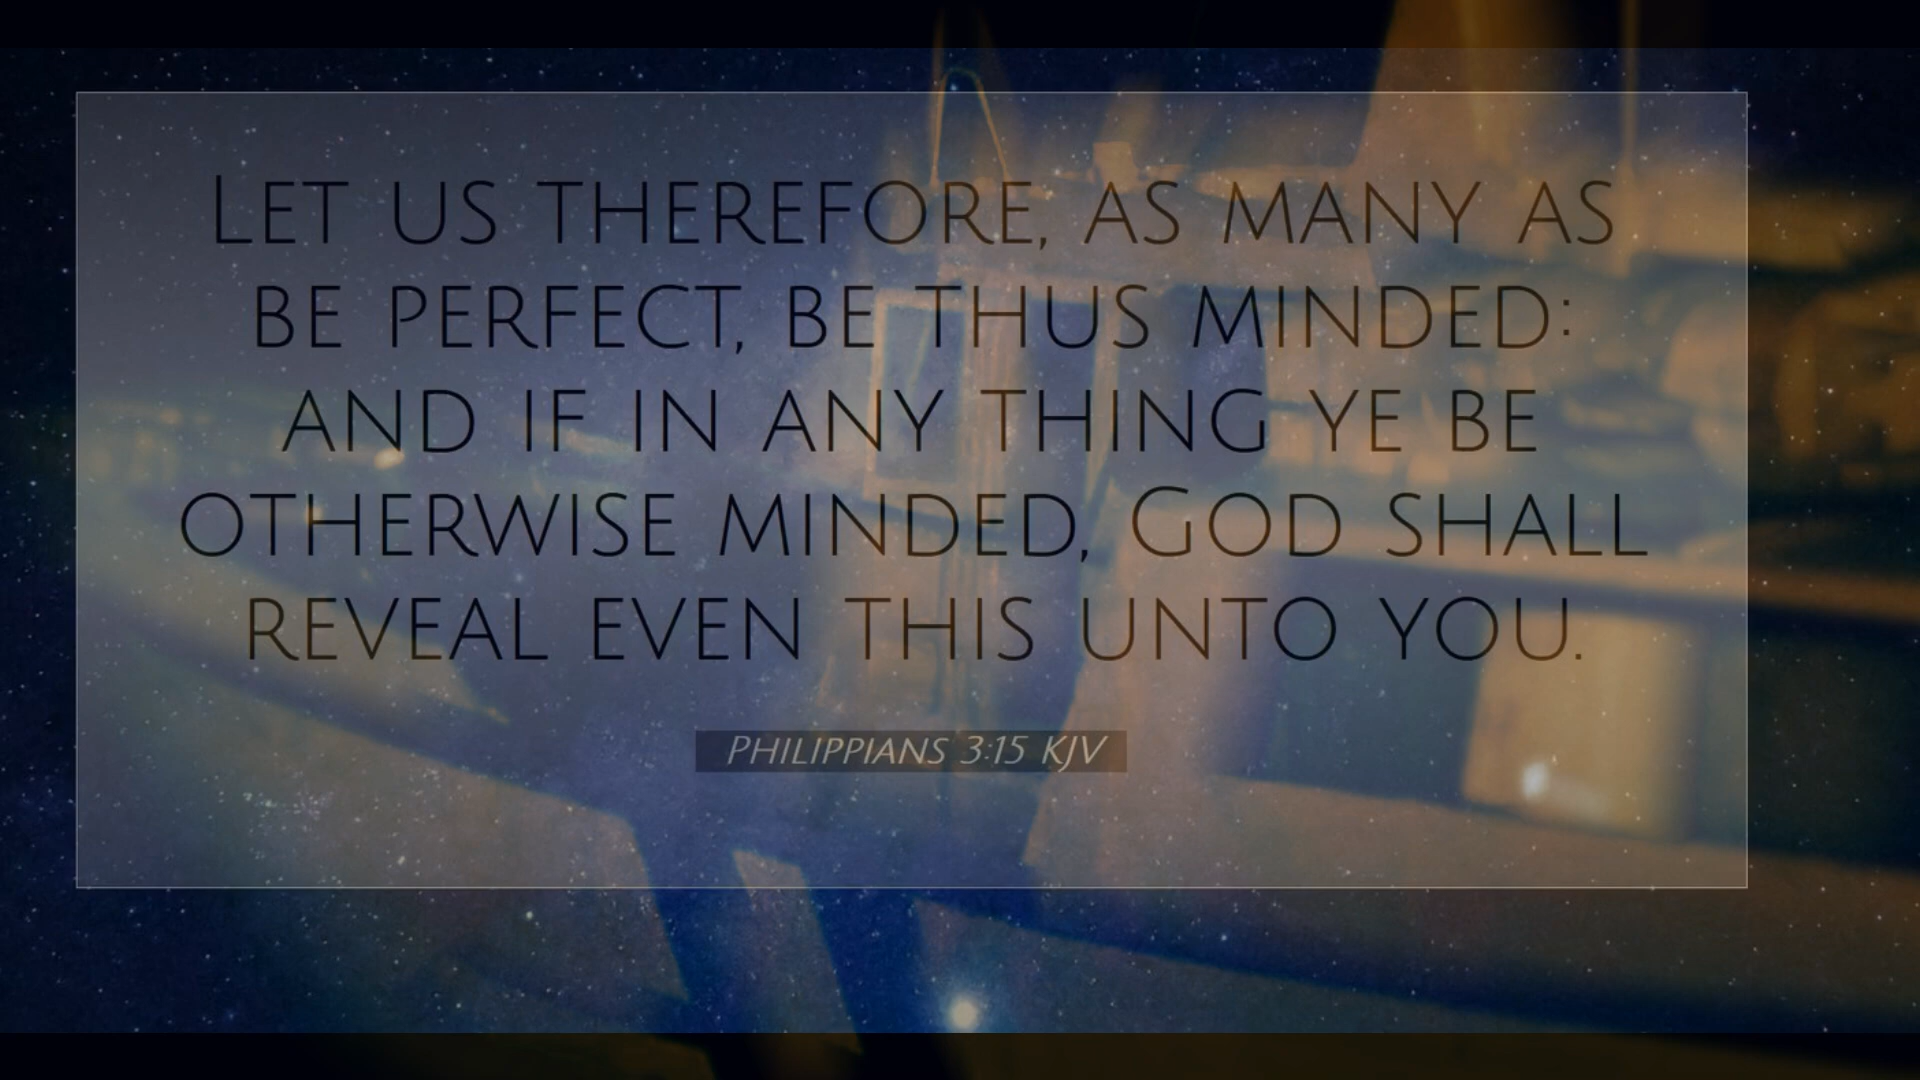 Let us therefore, as many as
be perfect, be thus minded:
and if in any thing ye be
otherwise minded, God shall
reveal even this unto you.
Philippians 3:15 KJV